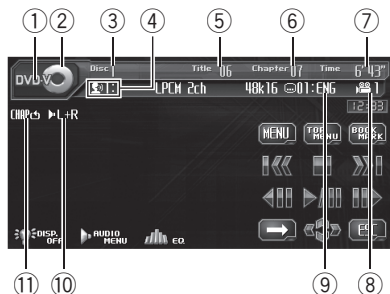 ① ② ③ ④ ⑤ ⑥ ⑦
DVD-V Disc 1 Title 06 Chapter 07 Time 6'43"
1: LPCM 2ch 48k16 01:ENG 1
12:33
CHAP L+R
MENU TOP MENU BOOK MARK
DISP. OFF AUDIO MENU EQ.
⑪ ⑩ ⑨ ⑧